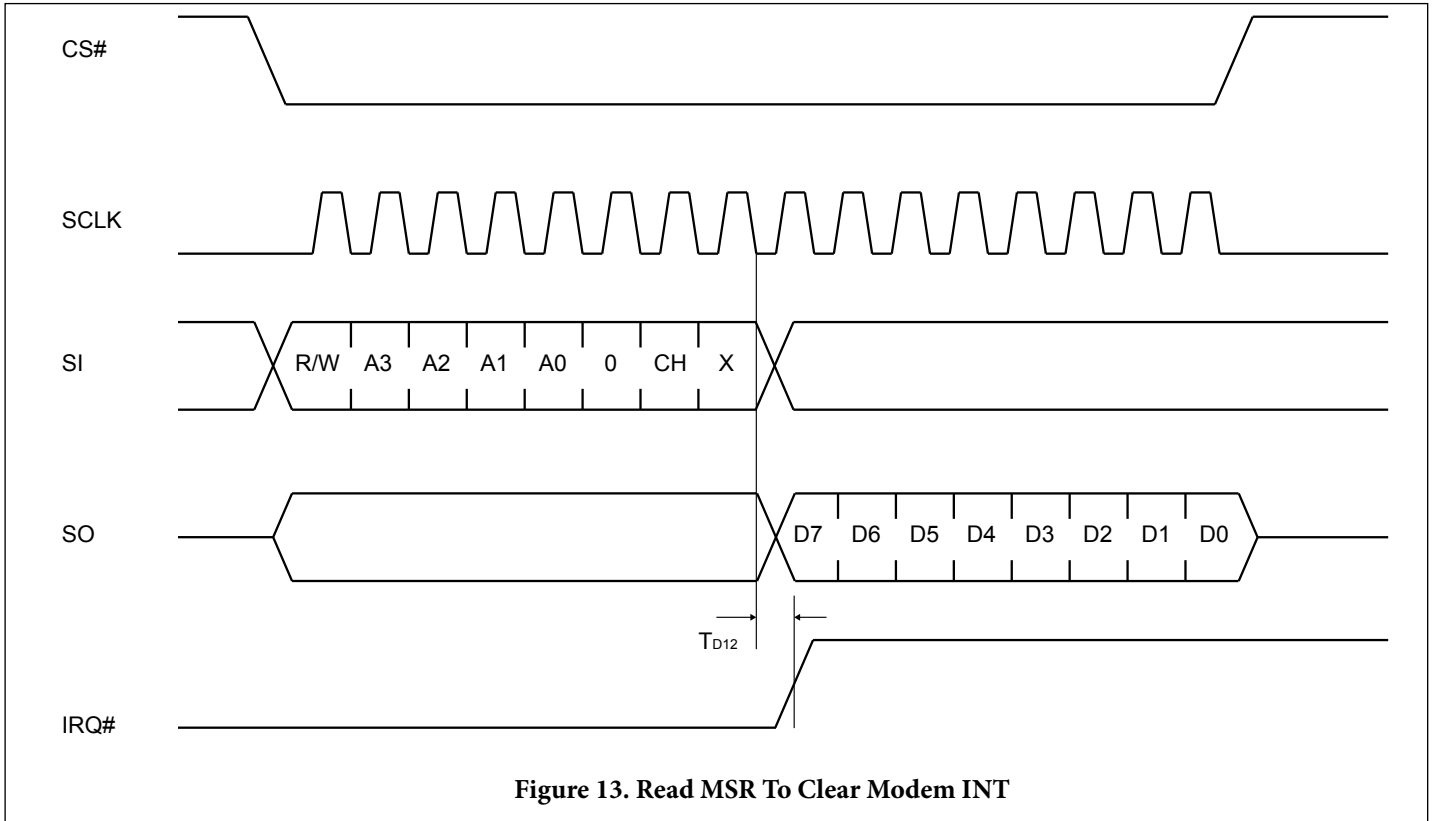 CS#
SCLK
SI R/W A3 A2 A1 A0 0 CH X
SO D7 D6 D5 D4 D3 D2 D1 D0
TD12
IRQ#
Figure 13. Read MSR To Clear Modem INT